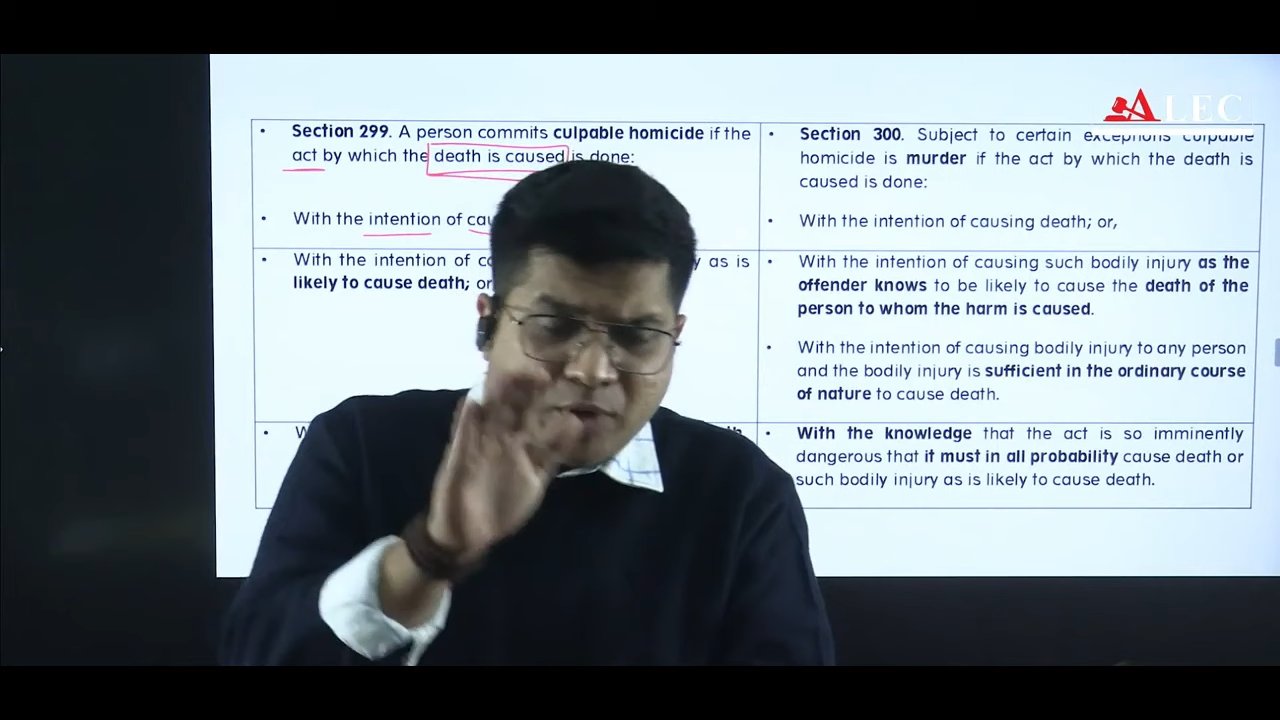 ALEC
Section 299. A person commits culpable homicide if the
act by which the death is caused is done:
With the intention of
With the intention of
as is
likely to cause death; or
Section 300. Subject to certain exceptions culpable
homicide is murder if the act by which the death is
caused is done:
With the intention of causing death; or,
With the intention of causing such bodily injury as the
offender knows to be likely to cause the death of the
person to whom the harm is caused.
With the intention of causing bodily injury to any person
and the bodily injury is sufficient in the ordinary course
of nature to cause death.
With the knowledge that the act is so imminently
dangerous that it must in all probability cause death or
such bodily injury as is likely to cause death.